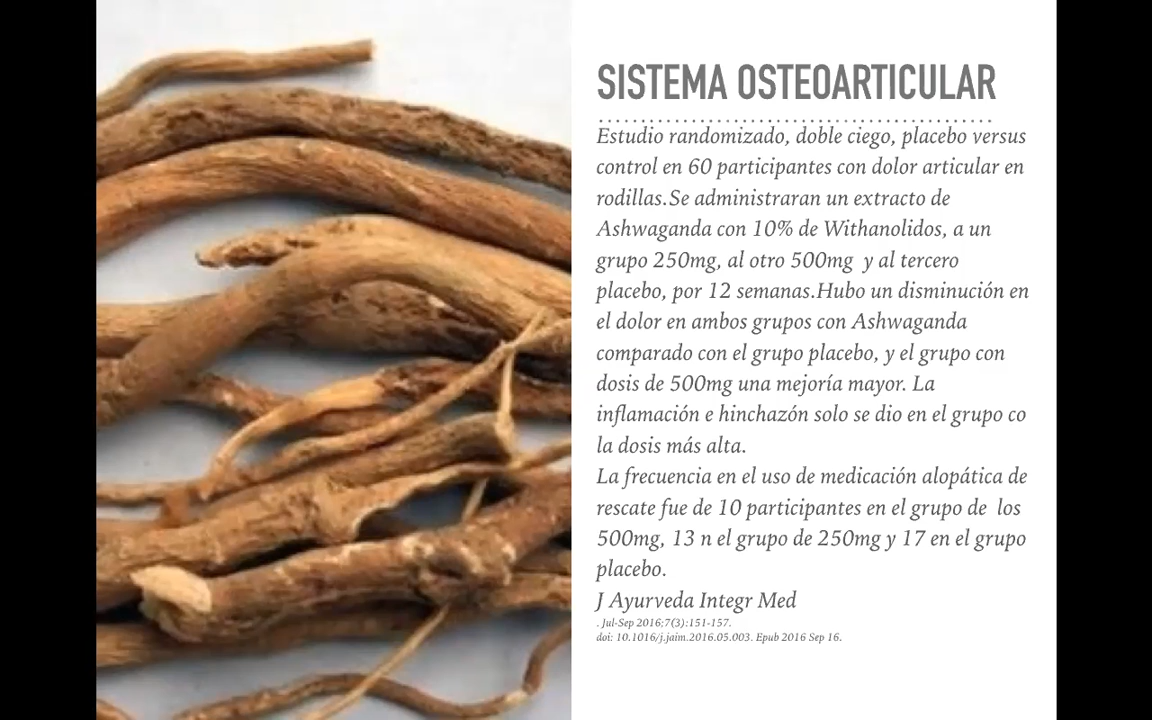 SISTEMA OSTEOARTICULAR
Estudio randomizado, doble ciego, placebo versus
control en 60 participantes con dolor articular en
rodillas.Se administraran un extracto de
Ashwaganda con 10% de Withanolidos, a un
grupo 250mg, al otro 500mg  y al tercero
placebo, por 12 semanas.Hubo un disminución en
el dolor en ambos grupos con Ashwaganda
comparado con el grupo placebo, y el grupo con
dosis de 500mg una mejoría mayor. La
inflamación e hinchazón solo se dio en el grupo co
la dosis más alta.
La frecuencia en el uso de medicación alopática de
rescate fue de 10 participantes en el grupo de  los
500mg, 13 n el grupo de 250mg y 17 en el grupo
placebo.
J Ayurveda Integr Med
. Jul-Sep 2016;7(3):151-157.
doi: 10.1016/j.jaim.2016.05.003. Epub 2016 Sep 16.